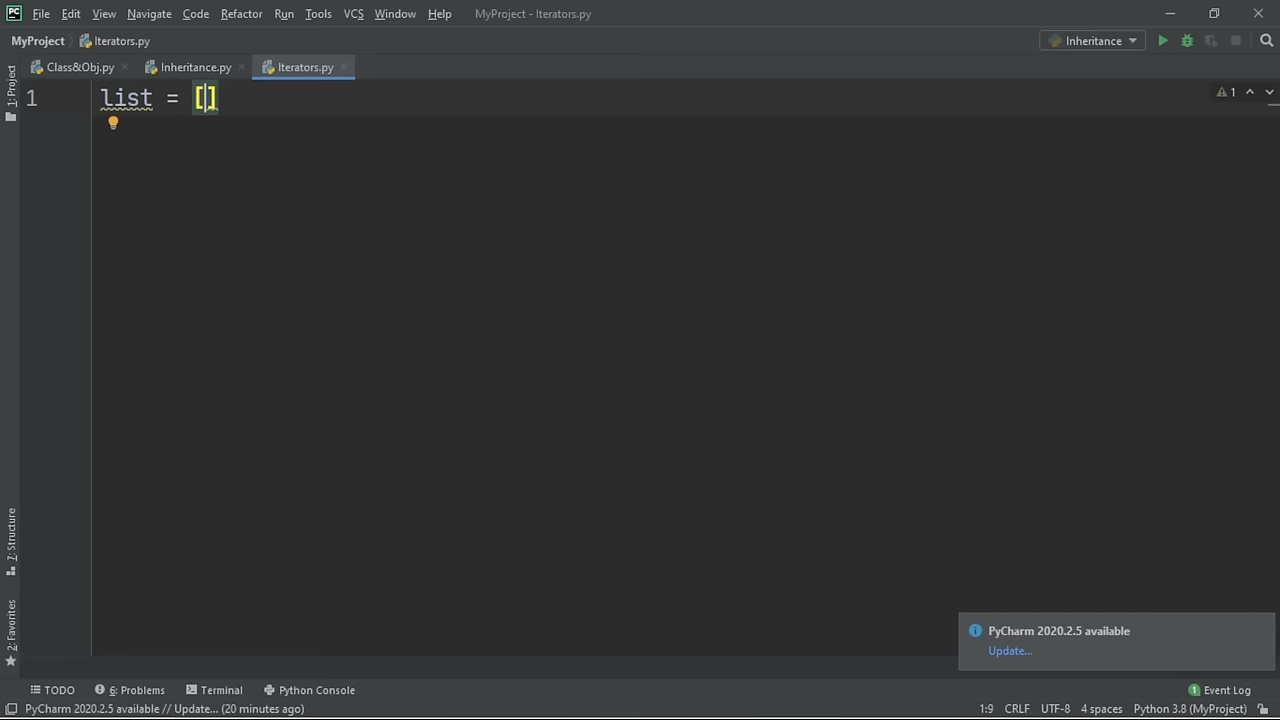 PC File Edit View Navigate Code Refactor Run Tools VCS Window Help MyProject - Iterators.py
MyProject Iterators.py Inheritance
Class&Obj.py Inheritance.py Iterators.py
1: Project
1 list = [] 1
7: Structure
2: Favorites
PyCharm 2020.2.5 available
Update...
TODO 6: Problems Terminal Python Console 1 Event Log
PyCharm 2020.2.5 available // Update... (20 minutes ago) 1:9 CRLF UTF-8 4 spaces Python 3.8 (MyProject)